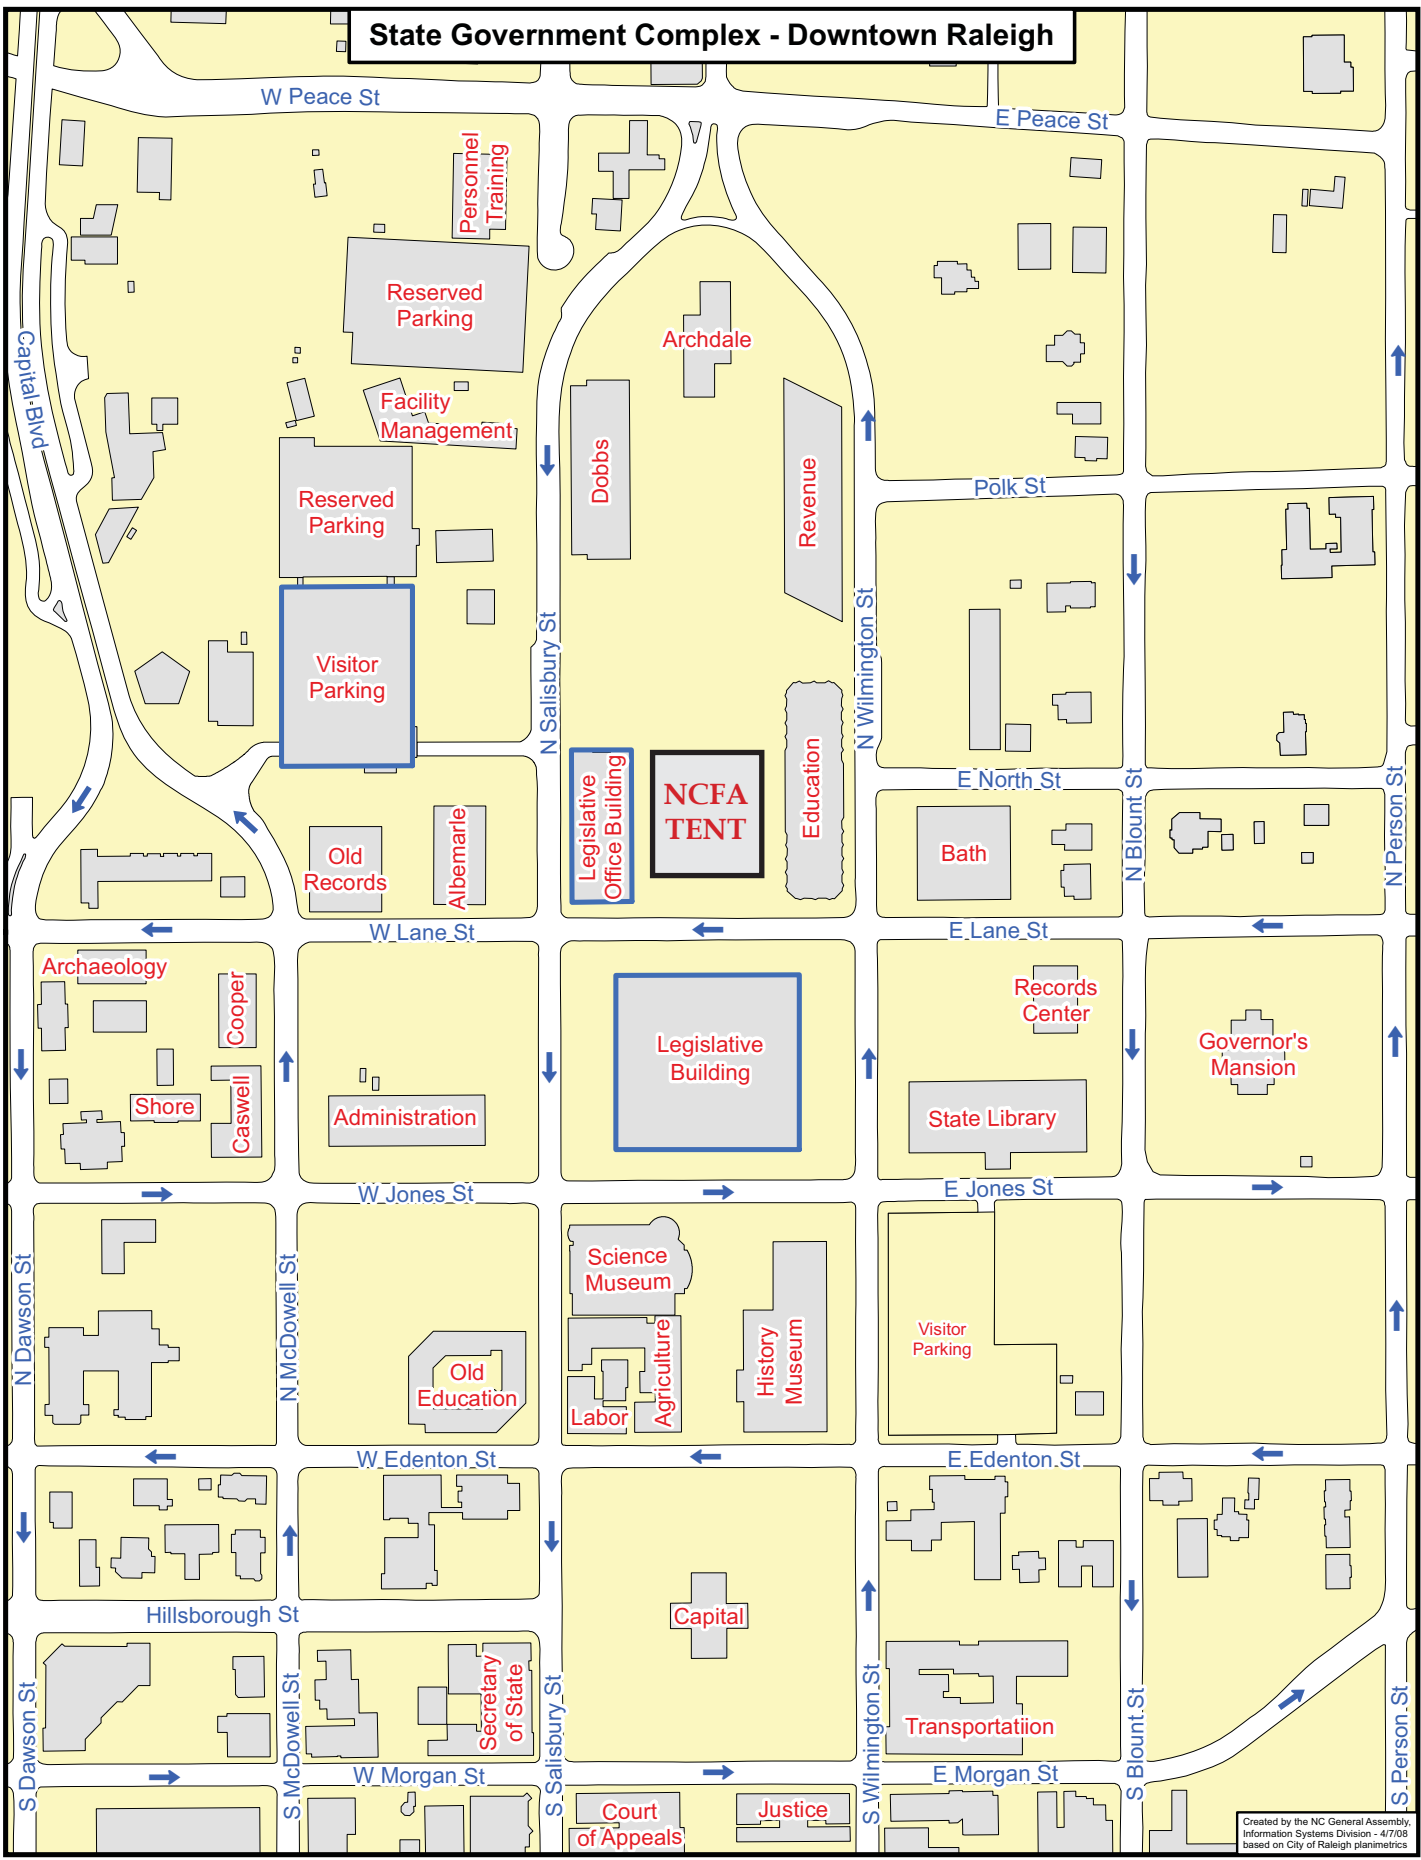 State Government Complex - Downtown Raleigh
W Peace St
E Peace St
Personnel
Training
Reserved
Parking
Archdale
Capital Blvd
Facility
Management
Dobbs
Revenue
Polk St
Reserved
Parking
N Salisbury St
N Wilmington St
Visitor
Parking
E North St
N Blount St
N Person St
Legislative
Office Building
NCFA
TENT
Education
Old
Records
Albemarle
Bath
W Lane St
E Lane St
Archaeology
Cooper
Records
Center
Legislative
Building
Governor's
Mansion
Shore
Caswell
Administration
State Library
W Jones St
E Jones St
N Dawson St
N McDowell St
Science
Museum
Agriculture
History
Museum
Visitor
Parking
Old
Education
Labor
W Edenton St
E Edenton St
Hillsborough St
Capital
S Dawson St
S McDowell St
Secretary
of State
S Salisbury St
S Wilmington St
Transportatiion
S Blount St
S Person St
W Morgan St
E Morgan St
Court
of Appeals
Justice
Created by the NC General Assembly,
Information Systems Division - 4/7/08
based on City of Raleigh planimetrics